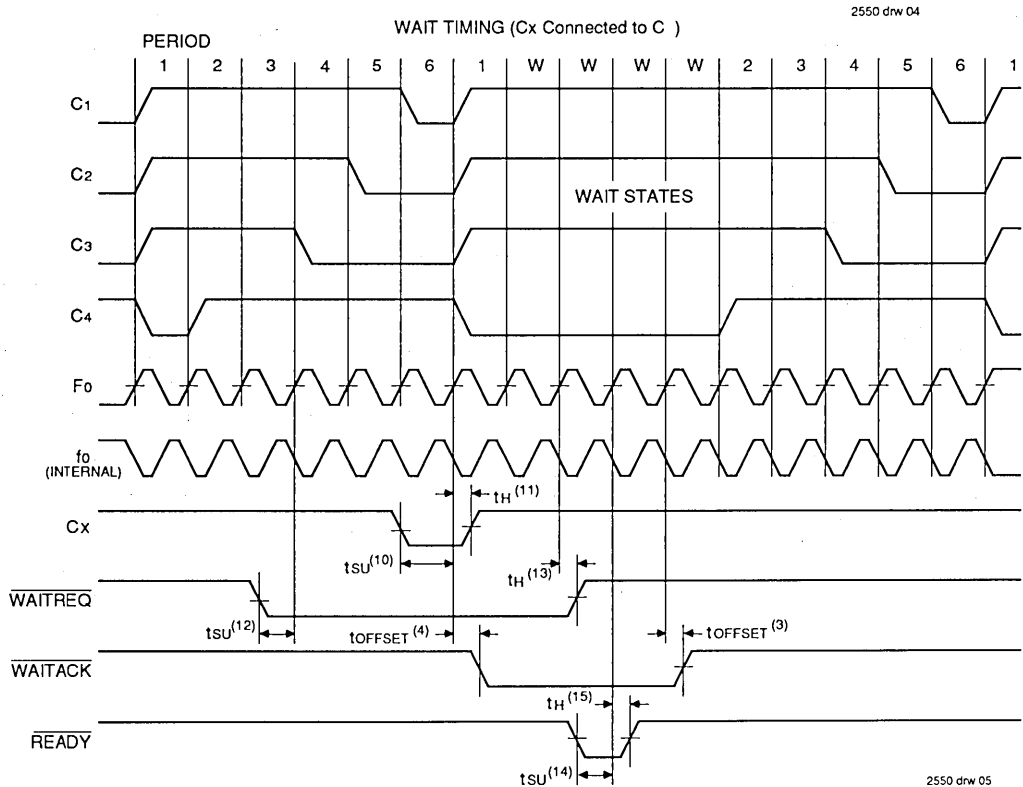 2550 drw 04
WAIT TIMING (Cx Connected to C )
PERIOD
1 2 3 4 5 6 1 W W W W 2 3 4 5 6 1
C1
C2
WAIT STATES
C3
C4
Fo
fo
(INTERNAL)
tH(11)
Cx
tSU(10)
tH(13)
WAITREQ
tSU(12)
tOFFSET(4)
tOFFSET(3)
WAITACK
tH(15)
READY
tSU(14)
2550 drw 05